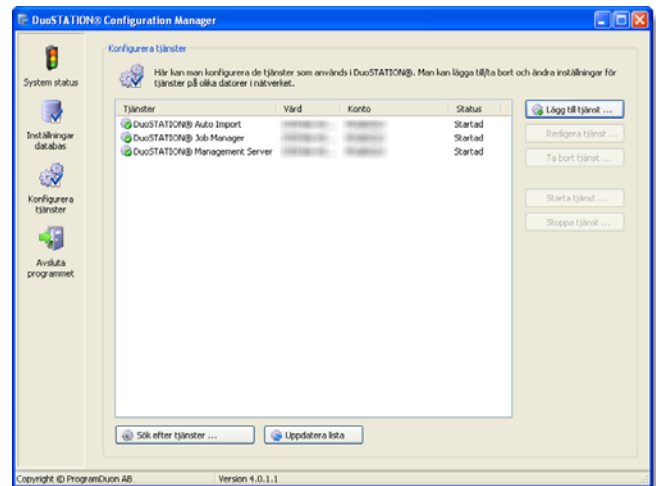 DuoSTATION® Configuration Manager
System status
Inställningar
databas
Konfigurera
tjänster
Avsluta
programmet
Konfigurera tjänster
Här kan man konfigurera de tjänster som används i DuoSTATION®. Man kan lägga till/ta bort och ändra inställningar för
tjänster på olika datorer i nätverket.
Tjänster Värd Konto Status
DuoSTATION® Auto Import Startad
DuoSTATION® Job Manager Startad
DuoSTATION® Management Server Startad
Lägg till tjänst ...
Redigera tjänst ...
Ta bort tjänst ...
Starta tjänst ...
Stoppa tjänst ...
Sök efter tjänster ...
Uppdatera lista
Copyright © ProgramDuon AB Version 4.0.1.1